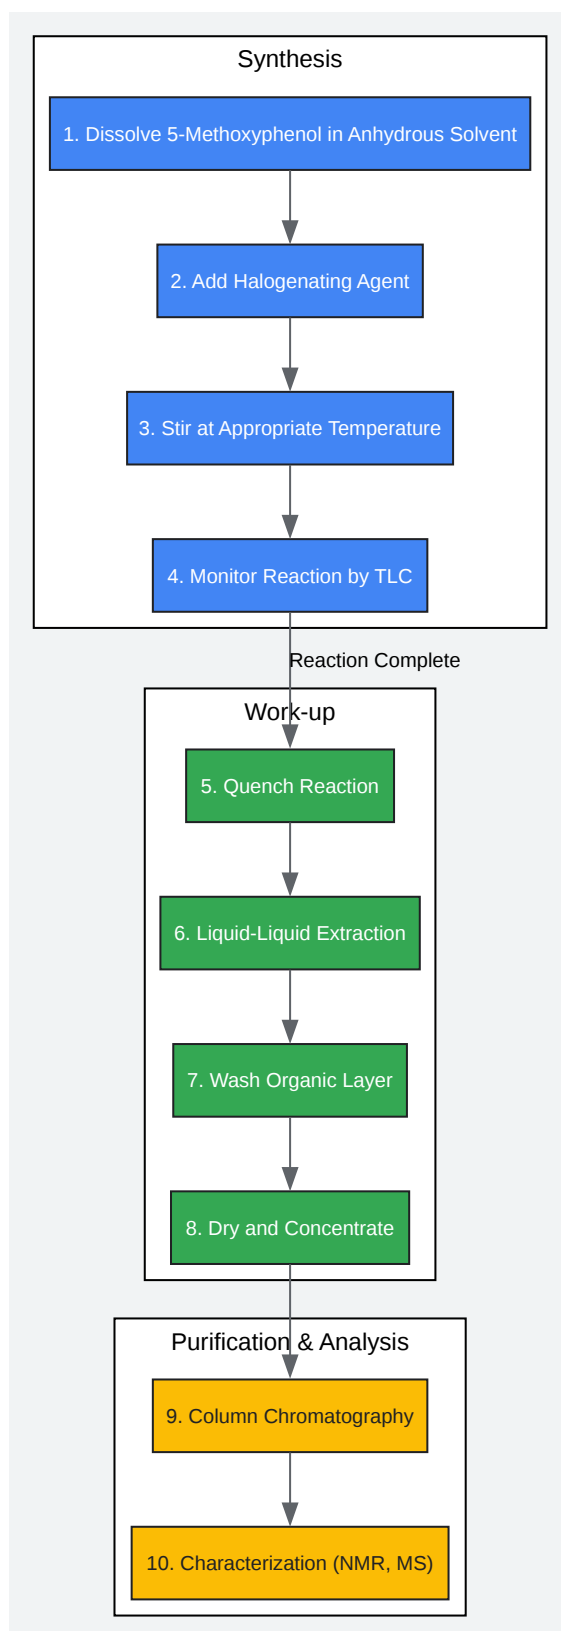 Synthesis
1. Dissolve 5-Methoxyphenol in Anhydrous Solvent
2. Add Halogenating Agent
3. Stir at Appropriate Temperature
4. Monitor Reaction by TLC
Reaction Complete
Work-up
5. Quench Reaction
6. Liquid-Liquid Extraction
7. Wash Organic Layer
8. Dry and Concentrate
Purification & Analysis
9. Column Chromatography
10. Characterization (NMR, MS)